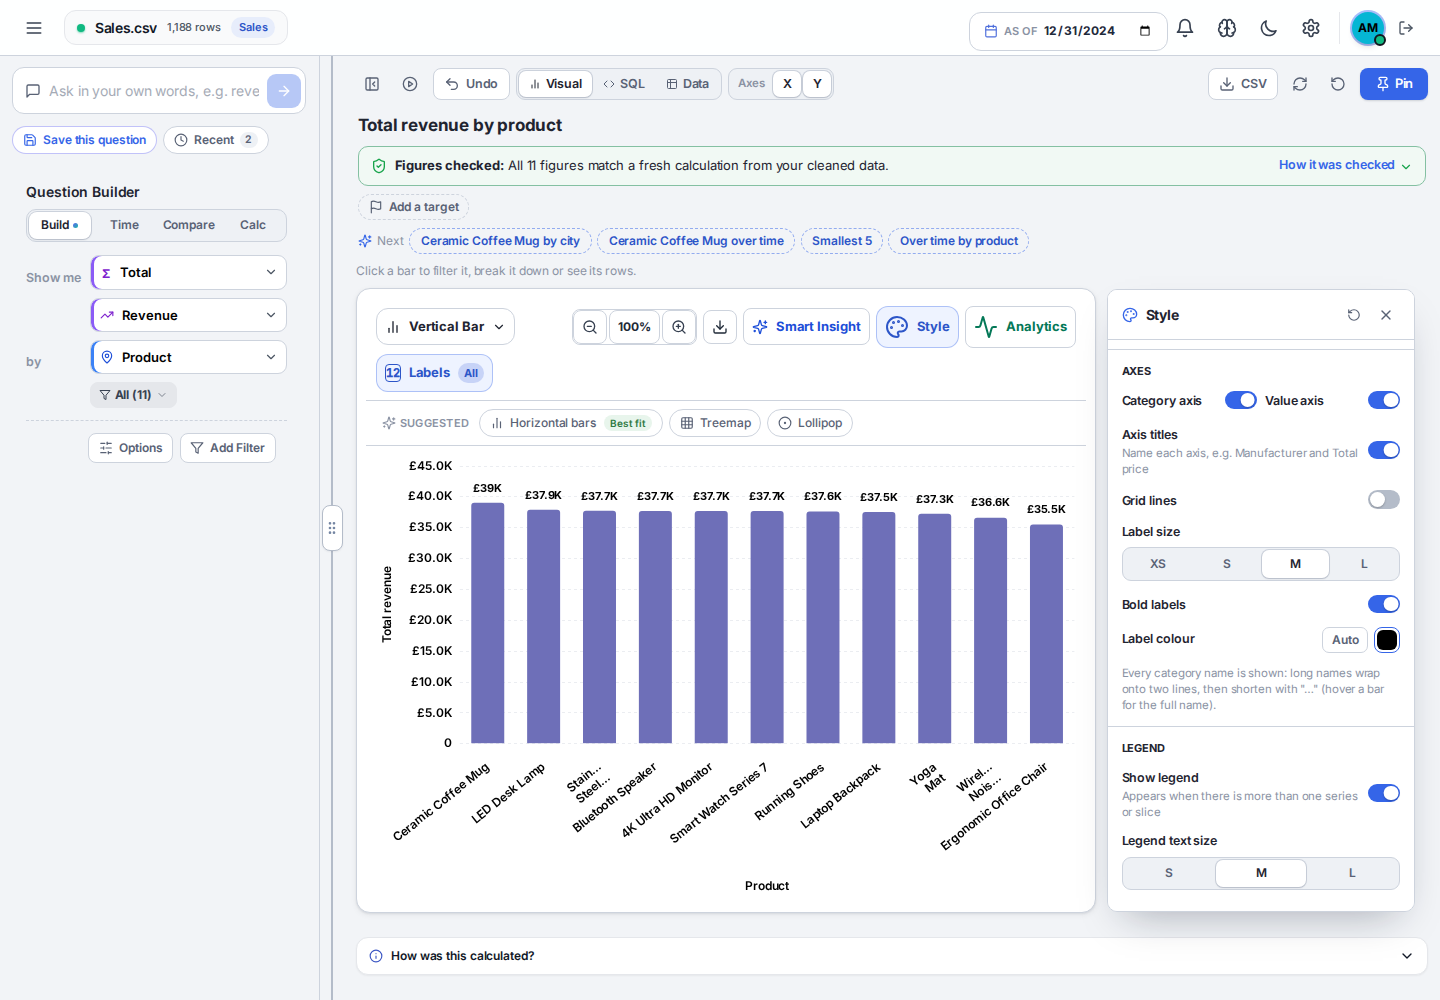 Sales.csv 1,188 rows Sales
AS OF 12/31/2024
AM
Ask in your own words, e.g. reve
Save this question
Recent 2
Question Builder
Build Time Compare Calc
Show me Σ Total
Revenue
by Product
All (11)
Options Add Filter
Undo Visual SQL Data Axes X Y CSV Pin
Total revenue by product
Figures checked: All 11 figures match a fresh calculation from your cleaned data. How it was checked
Add a target
Next Ceramic Coffee Mug by city Ceramic Coffee Mug over time Smallest 5 Over time by product
Click a bar to filter it, break it down or see its rows.
Vertical Bar 100% Smart Insight Style Analytics
12 Labels All
SUGGESTED Horizontal bars Best fit Treemap Lollipop
£45.0K
£40.0K
£35.0K
£30.0K
£25.0K
£20.0K
£15.0K
£10.0K
£5.0K
0
Total revenue
£39K £37.9K £37.7K £37.7K £37.7K £37.7K £37.6K £37.5K £37.3K £36.6K £35.5K
Ceramic Coffee Mug
LED Desk Lamp
Stain...
Steel...
Bluetooth Speaker
4K Ultra HD Monitor
Smart Watch Series 7
Running Shoes
Laptop Backpack
Yoga
Mat
Wirel...
Nois...
Ergonomic Office Chair
Product
Style
AXES
Category axis Value axis
Axis titles
Name each axis, e.g. Manufacturer and Total
price
Grid lines
Label size
XS S M L
Bold labels
Label colour Auto
Every category name is shown: long names wrap
onto two lines, then shorten with "…" (hover a bar
for the full name).
LEGEND
Show legend
Appears when there is more than one series
or slice
Legend text size
S M L
How was this calculated?